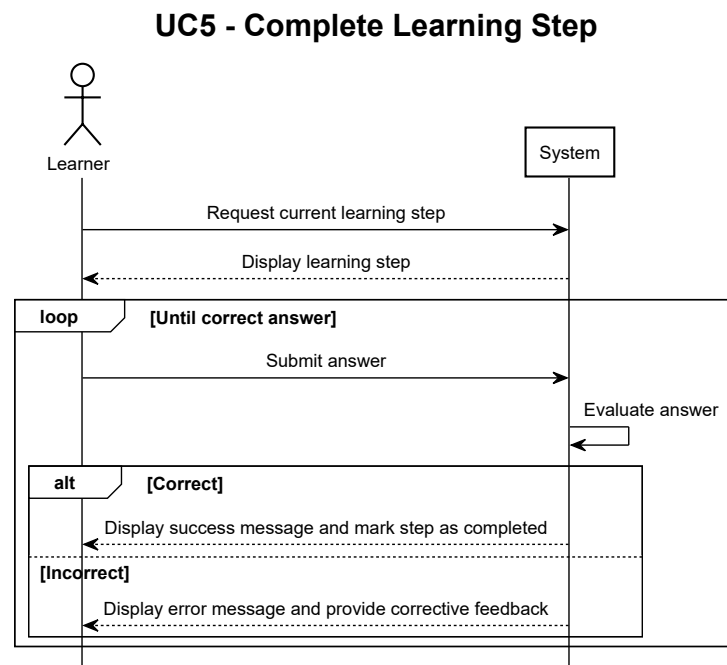 UC5 - Complete Learning Step
Learner
System
Request current learning step
Display learning step
loop
[Until correct answer]
Submit answer
Evaluate answer
alt
[Correct]
Display success message and mark step as completed
[Incorrect]
Display error message and provide corrective feedback